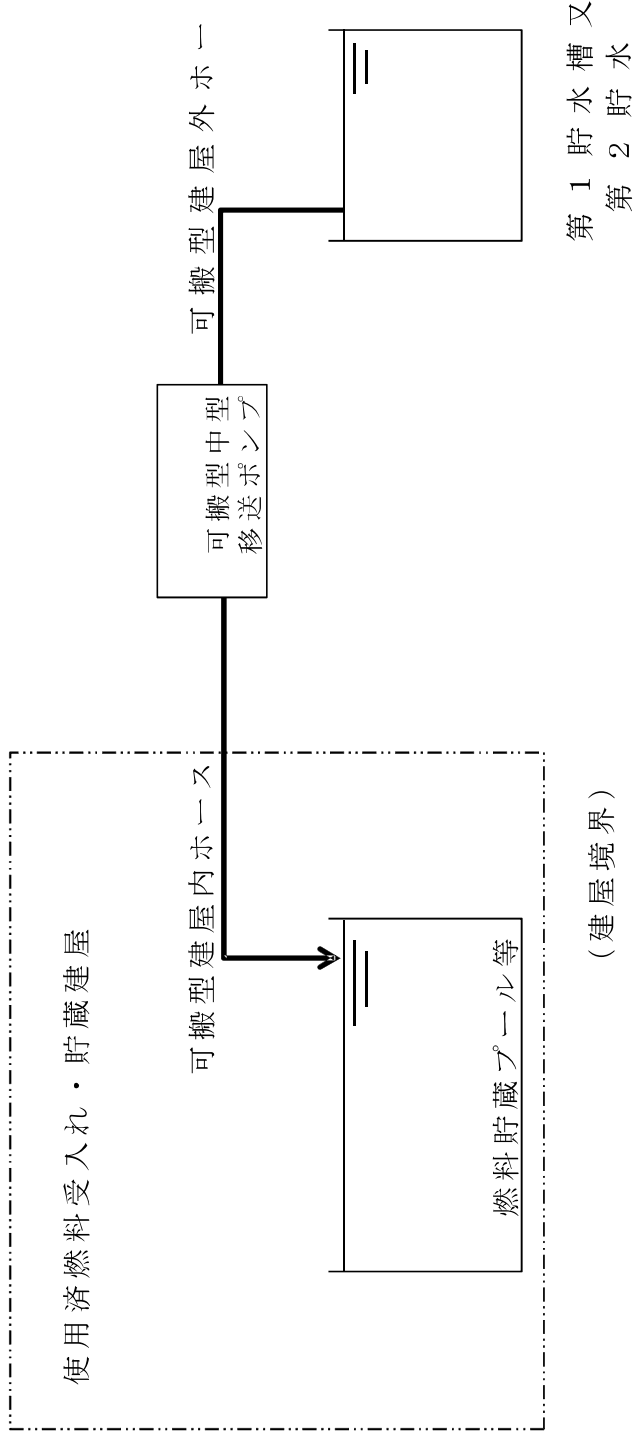 使用済燃料受入れ・貯蔵建屋
可搬型建屋内ホース
燃料貯蔵プール等
(建屋境界)
可搬型中型
移送ポンプ
可搬型建屋外ホー
第1貯水槽又
第2貯水